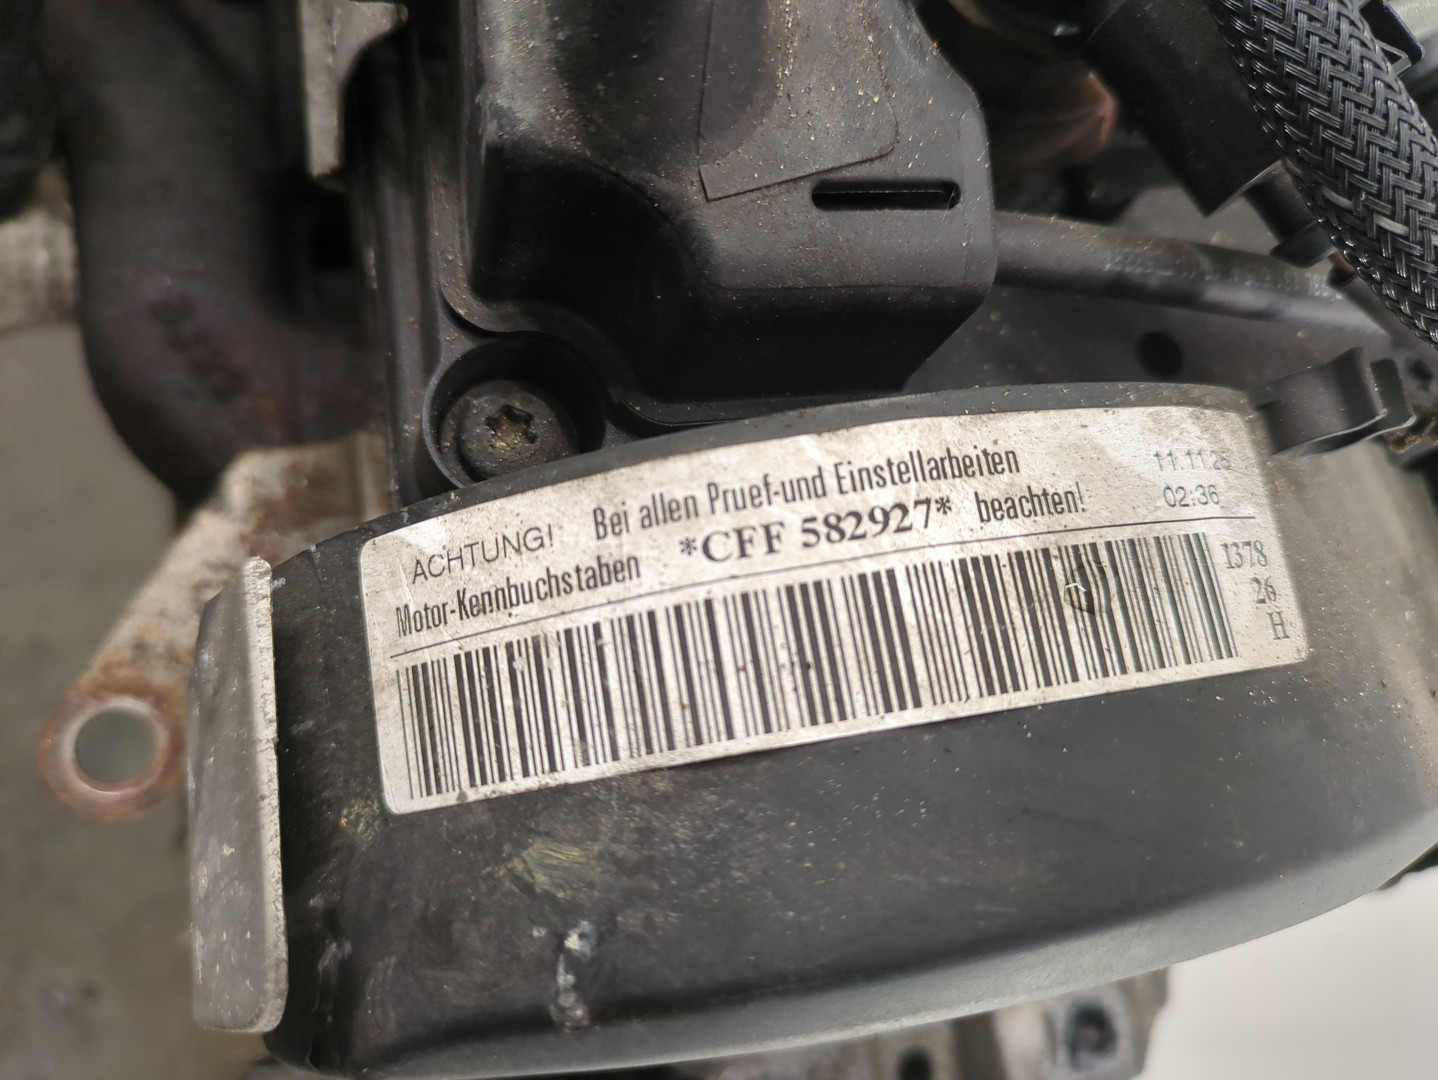 ACHTUNG! Bei allen Pruef-und Einstellarbeiten 11.11.25
Motor-Kennbuchstaben *CFF 582927* beachten! 02:36
1378
26
H